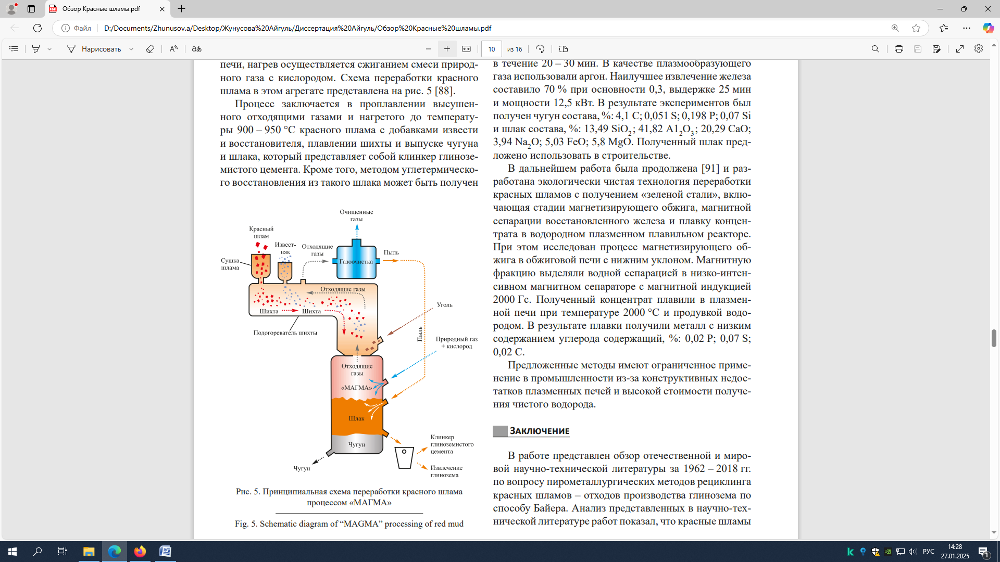 Обзор Красные шламы.pdf
Файл
D:/Documents/Zhunusov.a/Desktop/Жунусова%20Айгуль/Диссертация%20Айгуль/Обзор%20Красные%20шламы.pdf
Нарисовать
аあ
10
из 16
печи, нагрев осуществляется сжиганием смеси природ-
ного газа с кислородом. Схема переработки красного
шлама в этом агрегате представлена на рис. 5 [88].
Процесс заключается в проплавлении высушен-
ного отходящими газами и нагретого до температу-
ры 900 – 950 °С красного шлама с добавками извести
и восстановителя, плавлении шихты и выпуске чугуна
и шлака, который представляет собой клинкер глинозе-
мистого цемента. Кроме того, методом углетермическо-
го восстановления из такого шлака может быть получен
Очищенные
газы
Красный
шлам
Извест-
няк
Отходящие
газы
Газоочистка
Пыль
Сушка
шлама
Отходящие газы
Шихта
Шихта
Подогреватель шихты
Уголь
Пыль
Природный газ
+ кислород
Отходящие
газы
«МАГМА»
Шлак
Чугун
Чугун
Клинкер
глиноземистого
цемента
Извлечение
глинозема
Рис. 5. Принципиальная схема переработки красного шлама
процессом «МАГМА»
Fig. 5. Schematic diagram of “MAGMA” processing of red mud
в течение 20 – 30 мин. В качестве плазмообразующего
газа использовали аргон. Наилучшее извлечение железа
составило 70 % при основности 0,3, выдержке 25 мин
и мощности 12,5 кВт. В результате экспериментов был
получен чугун состава, %: 4,1 C; 0,051 S; 0,198 P; 0,07 Si
и шлак состава, %: 13,49 SiO2; 41,82 А12O3; 20,29 CaO;
3,94 Na2O; 5,03 FeO; 5,8 MgO. Полученный шлак пред-
ложено использовать в строительстве.
В дальнейшем работа была продолжена [91] и раз-
работана экологически чистая технология переработки
красных шламов с получением «зеленой стали», вклю-
чающая стадии магнетизирующего обжига, магнитной
сепарации восстановленного железа и плавку концен-
трата в водородном плазменном плавильном реакторе.
При этом исследован процесс магнетизирующего об-
жига в обжиговой печи с нижним уклоном. Магнитную
фракцию выделяли водной сепарацией в низко-интен-
сивном магнитном сепараторе с магнитной индукцией
2000 Гс. Полученный концентрат плавили в плазмен-
ной печи при температуре 2000 °С и продувкой водо-
родом. В результате плавки получили металл с низким
содержанием углерода содержащий, %: 0,02 P; 0,07 S;
0,02 C.
Предложенные методы имеют ограниченное приме-
нение в промышленности из-за конструктивных недос-
татков плазменных печей и высокой стоимости получе-
ния чистого водорода.
Заключение
В работе представлен обзор отечественной и миро-
вой научно-технической литературы за 1962 – 2018 гг.
по вопросу пирометаллургических методов рециклинга
красных шламов – отходов производства глинозема по
способу Байера. Анализ представленных в научно-тех-
нической литературе работ показал, что красные шламы
РУС
14:28
27.01.2025
1